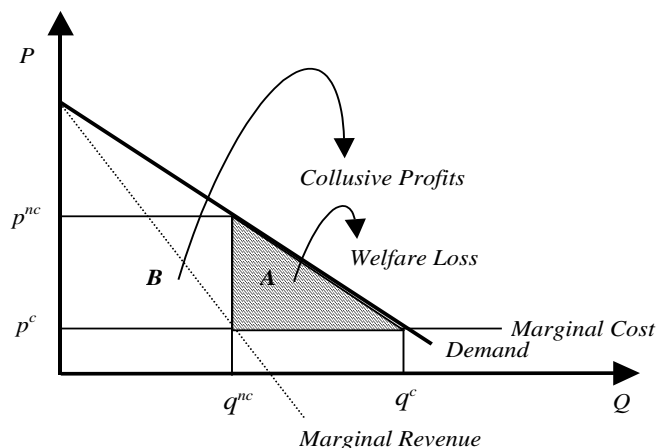 P
Collusive Profits
p^nc
Welfare Loss
B
A
p^c
Marginal Cost
Demand
q^nc
q^c
Q
Marginal Revenue